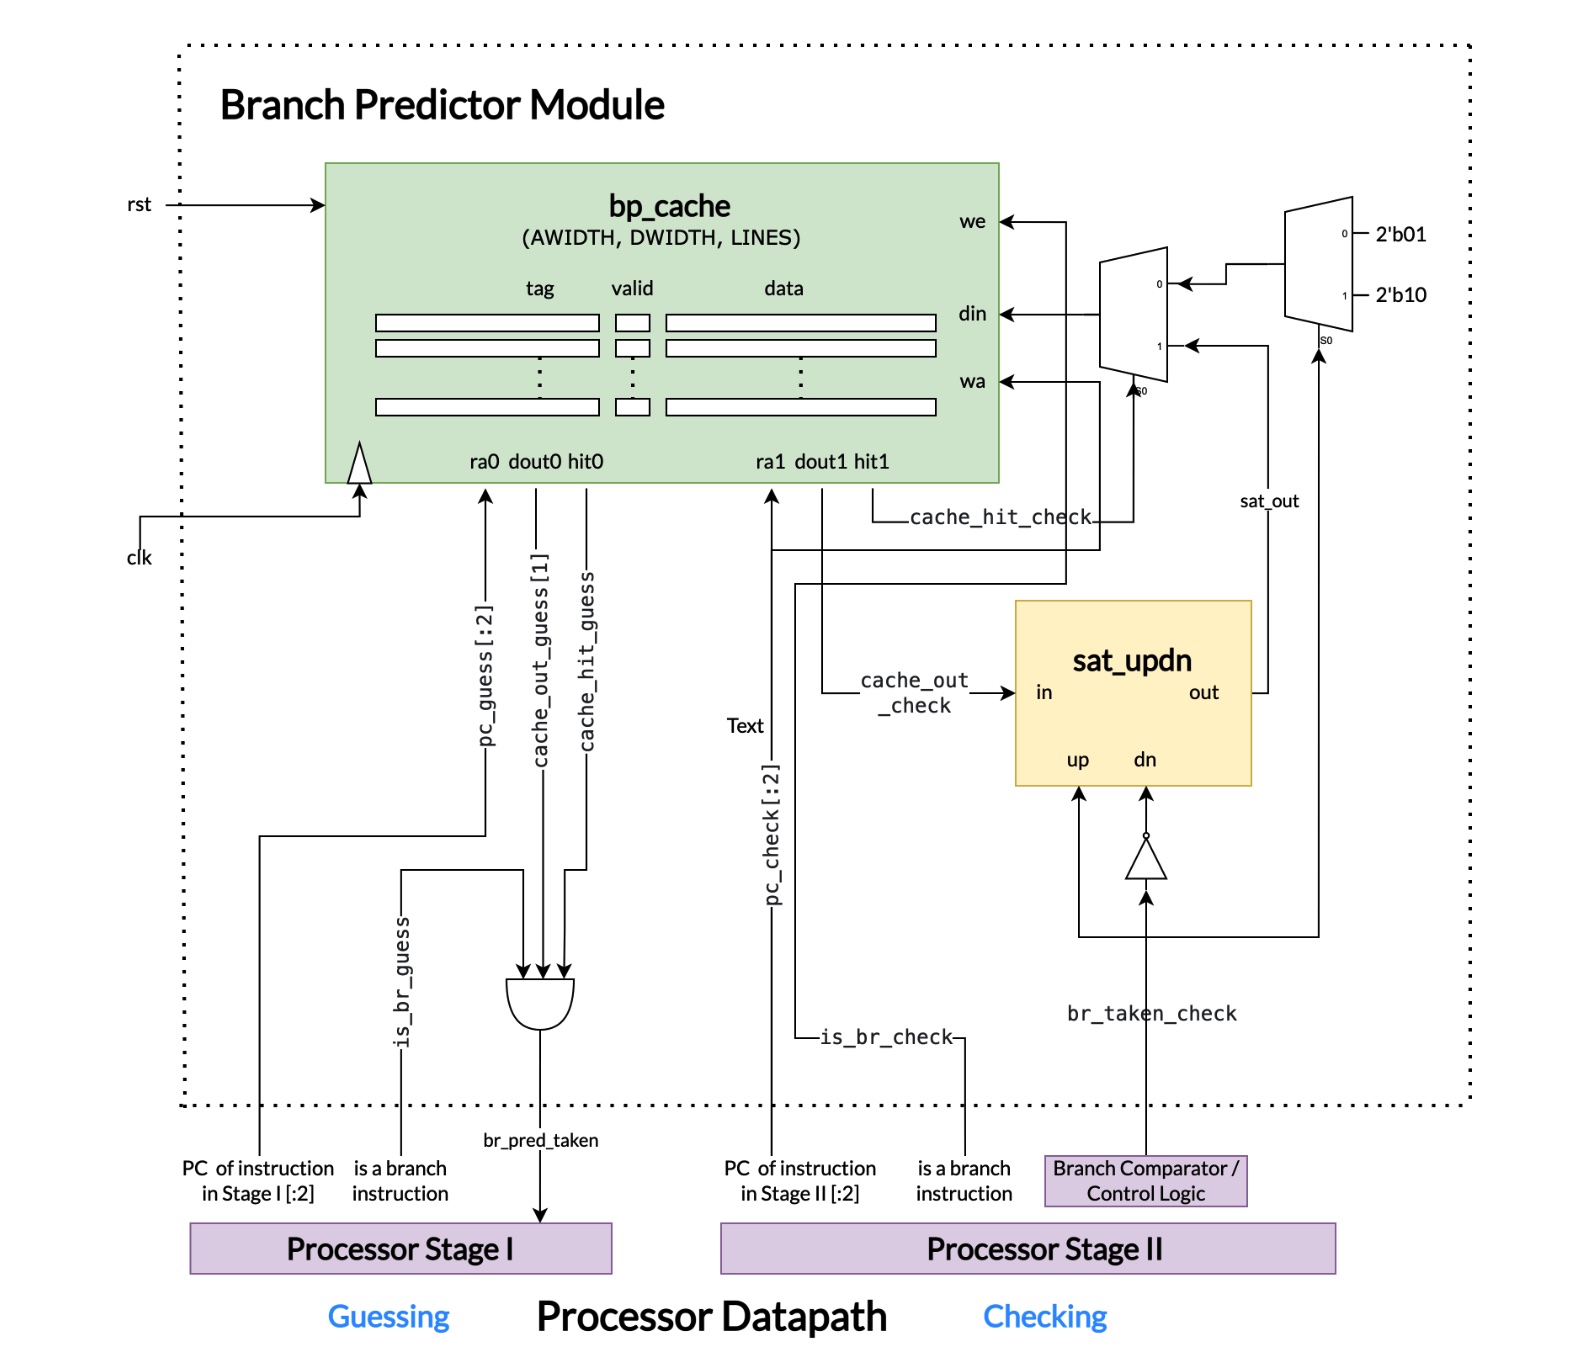 Branch Predictor Module
rst
bp_cache
(AWIDTH, DWIDTH, LINES)
we
0
2'b01
tag
valid
data
0
1
2'b10
din
S0
1
wa
S0
ra0 dout0 hit0
ra1 dout1 hit1
sat_out
cache_hit_check
clk
pc_guess[:2]
cache_out_guess[1]
cache_hit_guess
sat_updn
cache_out
_check
in
out
Text
up
dn
pc_check[:2]
is_br_guess
br_taken_check
is_br_check
br_pred_taken
PC of instruction
in Stage I [:2]
is a branch
instruction
PC of instruction
in Stage II [:2]
is a branch
instruction
Branch Comparator /
Control Logic
Processor Stage I
Processor Stage II
Guessing
Processor Datapath
Checking